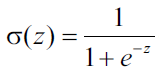 σ(z) = 1 / (1 + e^{-z})